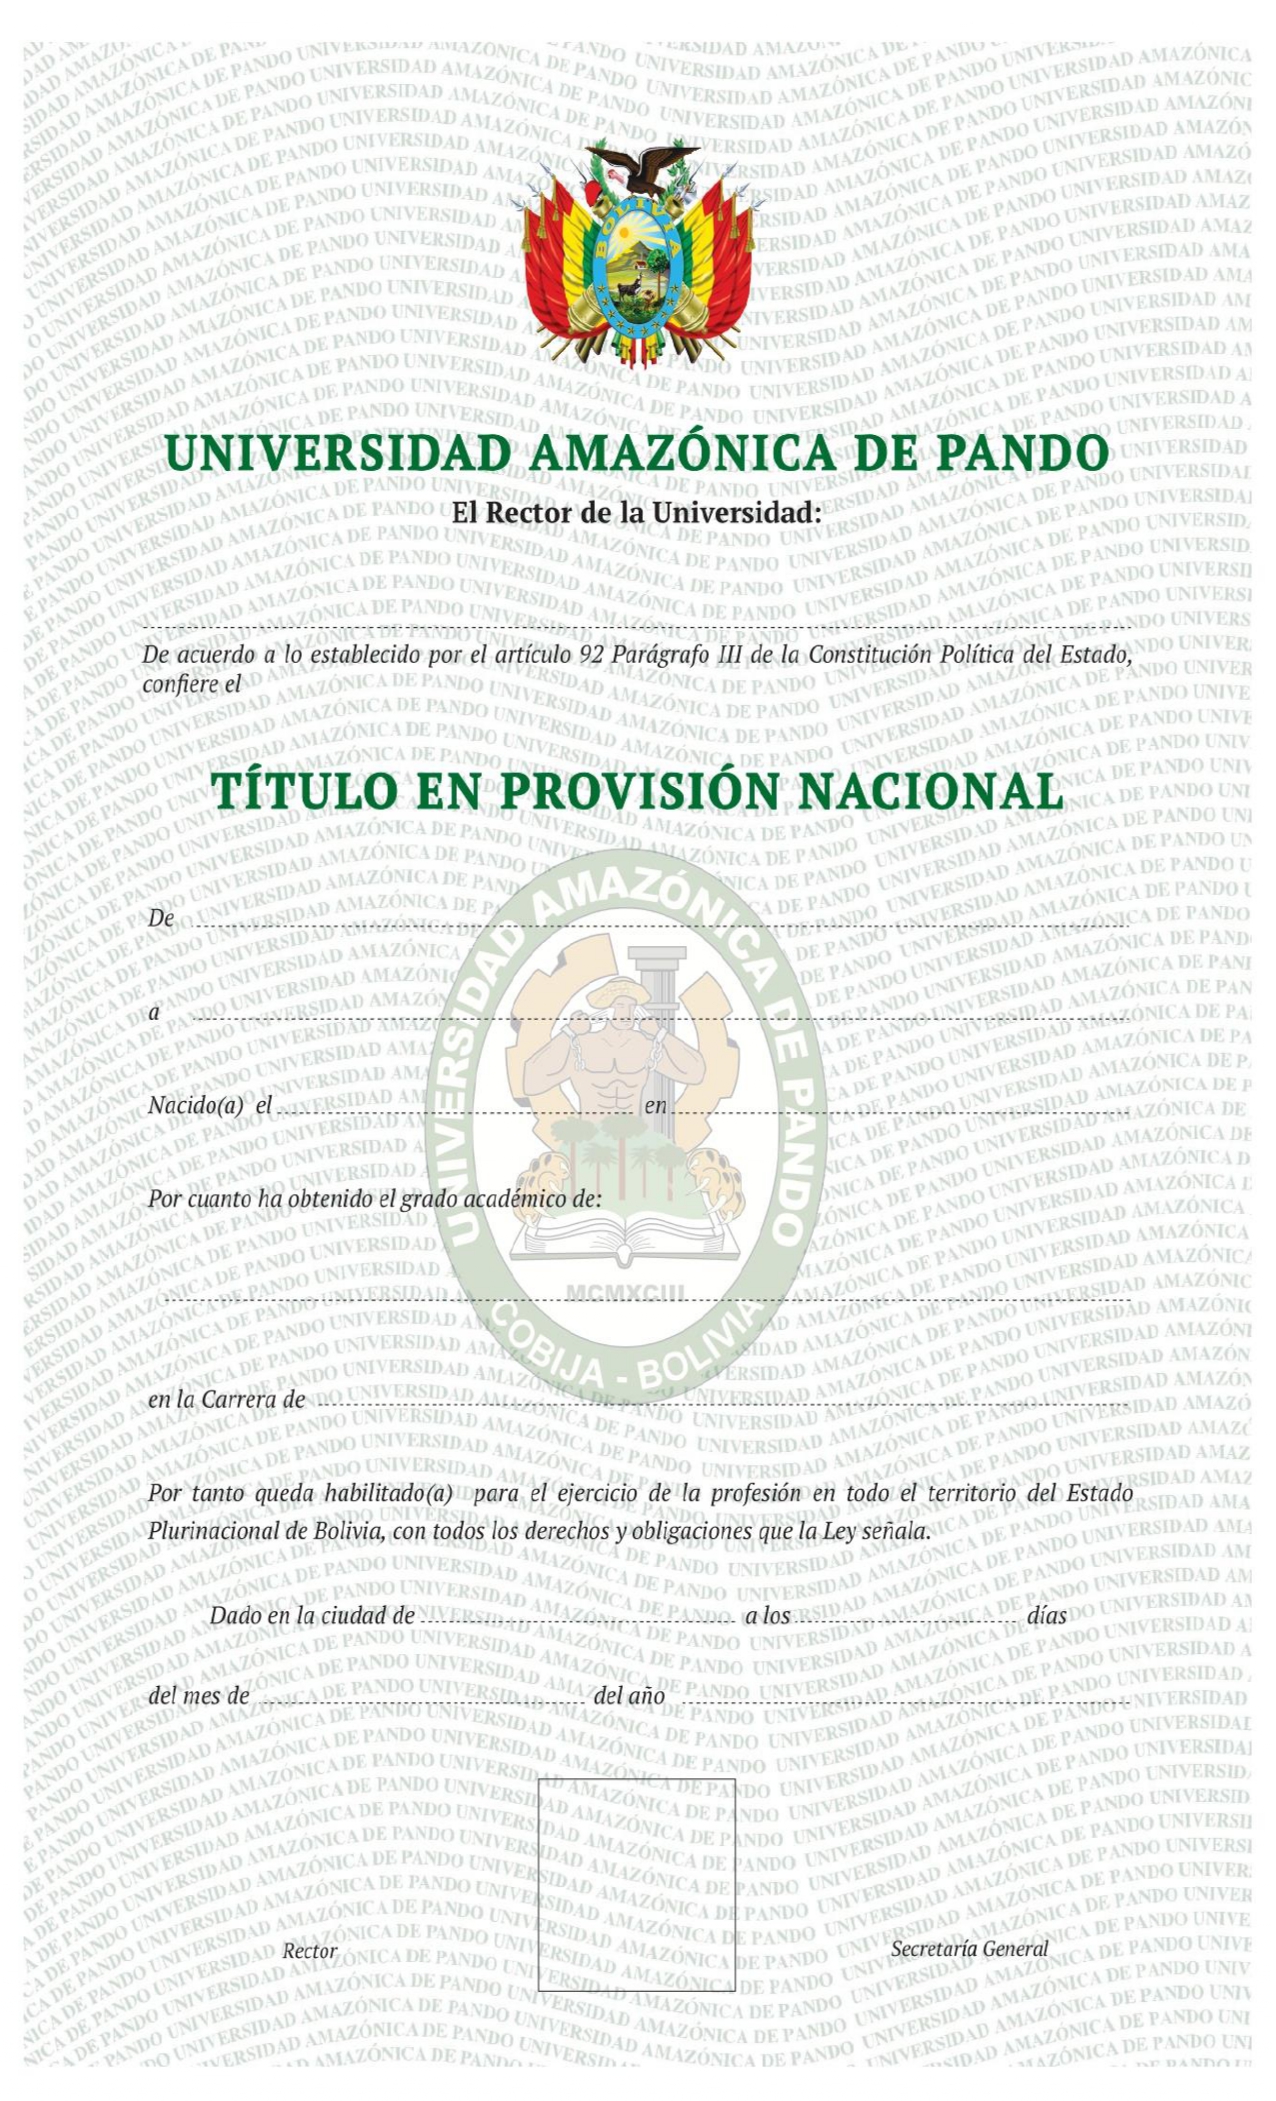 BOLIVIA
UNIVERSIDAD AMAZÓNICA DE PANDO
El Rector de la Universidad:
De acuerdo a lo establecido por el artículo 92 Parágrafo III de la Constitución Política del Estado,
confiere el
TÍTULO EN PROVISIÓN NACIONAL
De
a
Nacido(a) el en
Por cuanto ha obtenido el grado académico de:
UNIVERSIDAD AMAZÓNICA DE PANDO
MCMXCIII
COBIJA - BOLIVIA
en la Carrera de
Por tanto queda habilitado(a) para el ejercicio de la profesión en todo el territorio del Estado
Plurinacional de Bolivia, con todos los derechos y obligaciones que la Ley señala.
Dado en la ciudad de a los días
del mes de del año
Rector Secretaría General